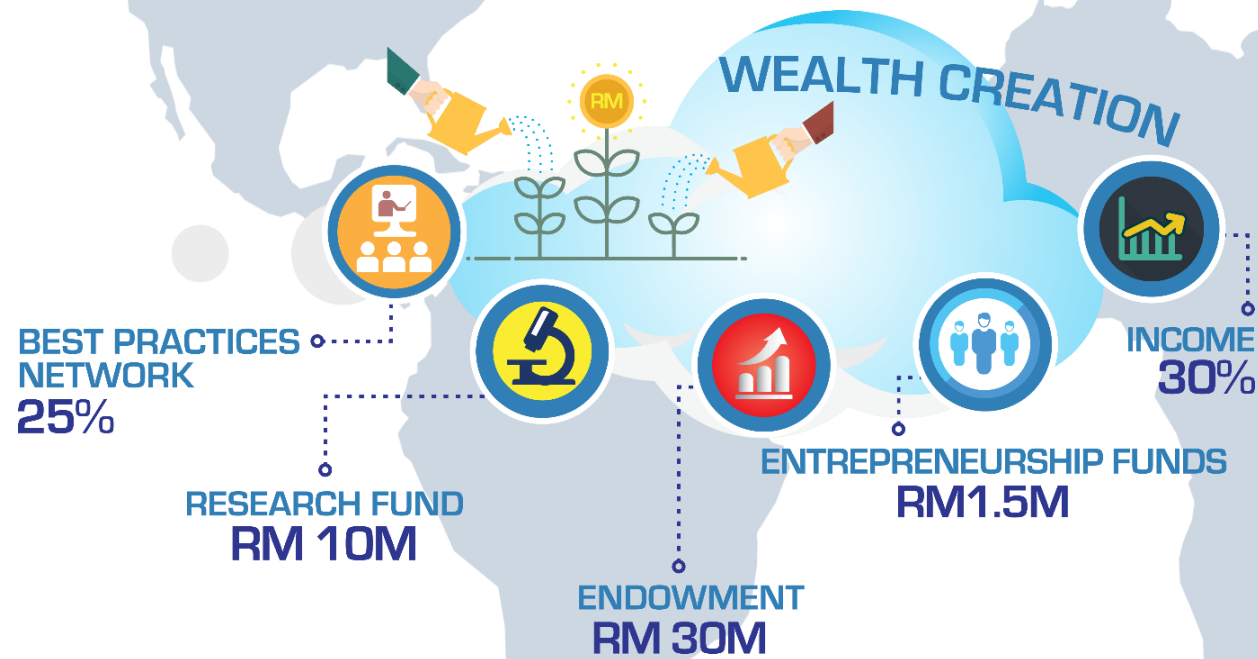 WEALTH CREATION
RM
BEST PRACTICES
NETWORK
25%
RESEARCH FUND
RM 10M
ENDOWMENT
RM 30M
ENTREPRENEURSHIP FUNDS
RM1.5M
INCOME
30%